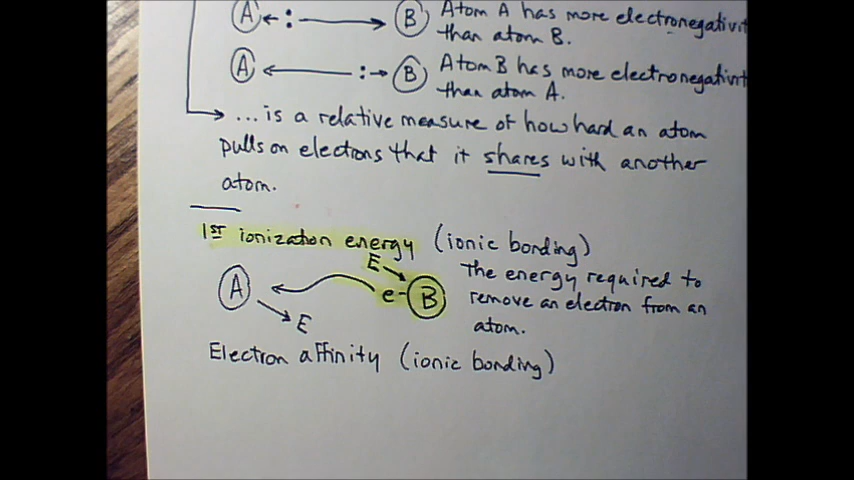 A ← : → B Atom A has more electronegativit
than atom B.
A ← : → B Atom B has more electronegativit
than atom A.
... is a relative measure of how hard an atom
pulls on electrons that it shares with another
atom.
1ST ionization energy (ionic bonding)
E
A e- B The energy required to
remove an electron from an
E atom.
Electron affinity (ionic bonding)